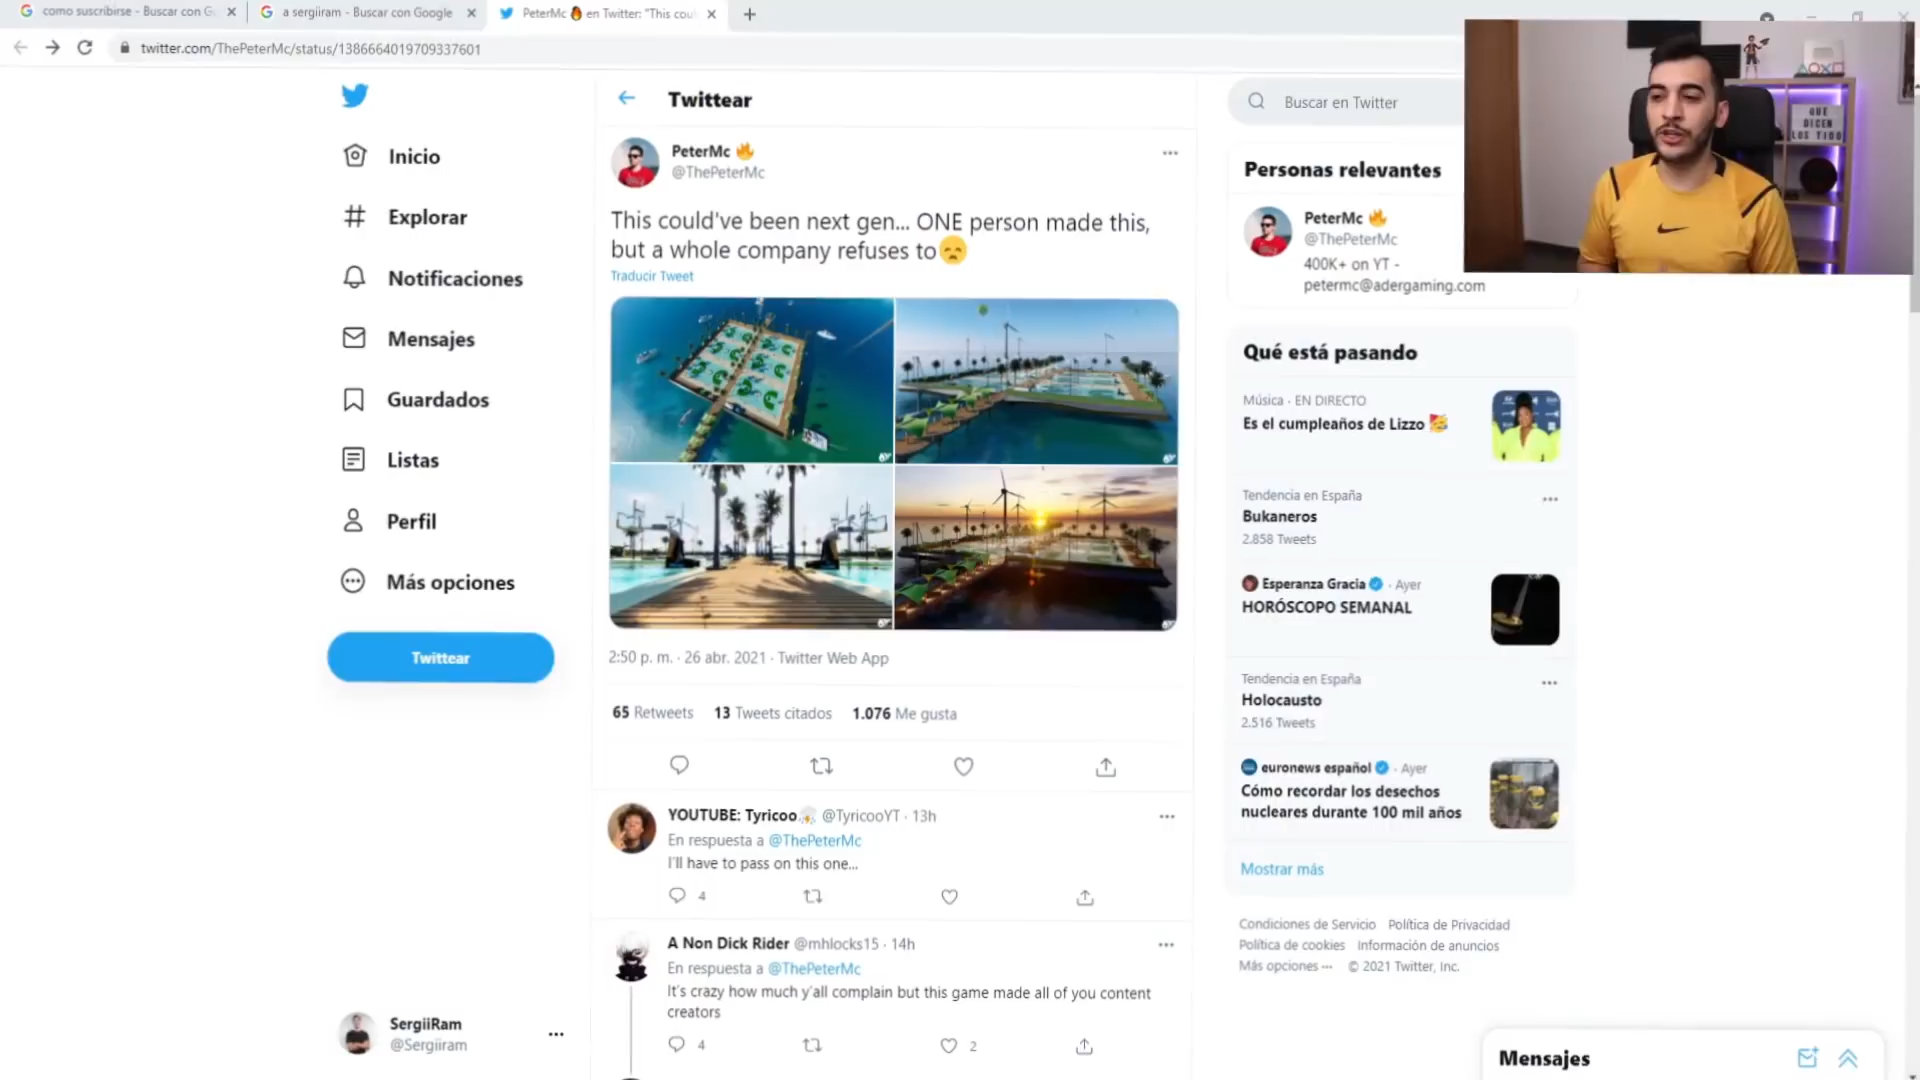 como suscribirse - Buscar con G
a sergiiram - Buscar con Google
PeterMc 🔥 en Twitter: "This cou
twitter.com/ThePeterMc/status/1386664019709337601
Inicio
Explorar
Notificaciones
Mensajes
Guardados
Listas
Perfil
Más opciones
Twittear
SergiiRam
@Sergiiram
Twittear
PeterMc 🔥
@ThePeterMc
This could've been next gen... ONE person made this,
but a whole company refuses to😞
Traducir Tweet
2:50 p. m. · 26 abr. 2021 · Twitter Web App
65 Retweets 13 Tweets citados 1.076 Me gusta
YOUTUBE: Tyricoo @TyricooYT · 13h
En respuesta a @ThePeterMc
I'll have to pass on this one...
4
A Non Dick Rider @mhlocks15 · 14h
En respuesta a @ThePeterMc
It's crazy how much y'all complain but this game made all of you content
creators
4 2
Buscar en Twitter
Personas relevantes
PeterMc 🔥
@ThePeterMc
400K+ on YT -
petermc@adergaming.com
Qué está pasando
Música · EN DIRECTO
Es el cumpleaños de Lizzo 🥳
Tendencia en España
Bukaneros
2.858 Tweets
Esperanza Gracia · Ayer
HORÓSCOPO SEMANAL
Tendencia en España
Holocausto
2.516 Tweets
euronews español · Ayer
Cómo recordar los desechos
nucleares durante 100 mil años
Mostrar más
Condiciones de Servicio Política de Privacidad
Política de cookies Información de anuncios
Más opciones ··· © 2021 Twitter, Inc.
Mensajes
QUE
DICEN
LOS TIDO